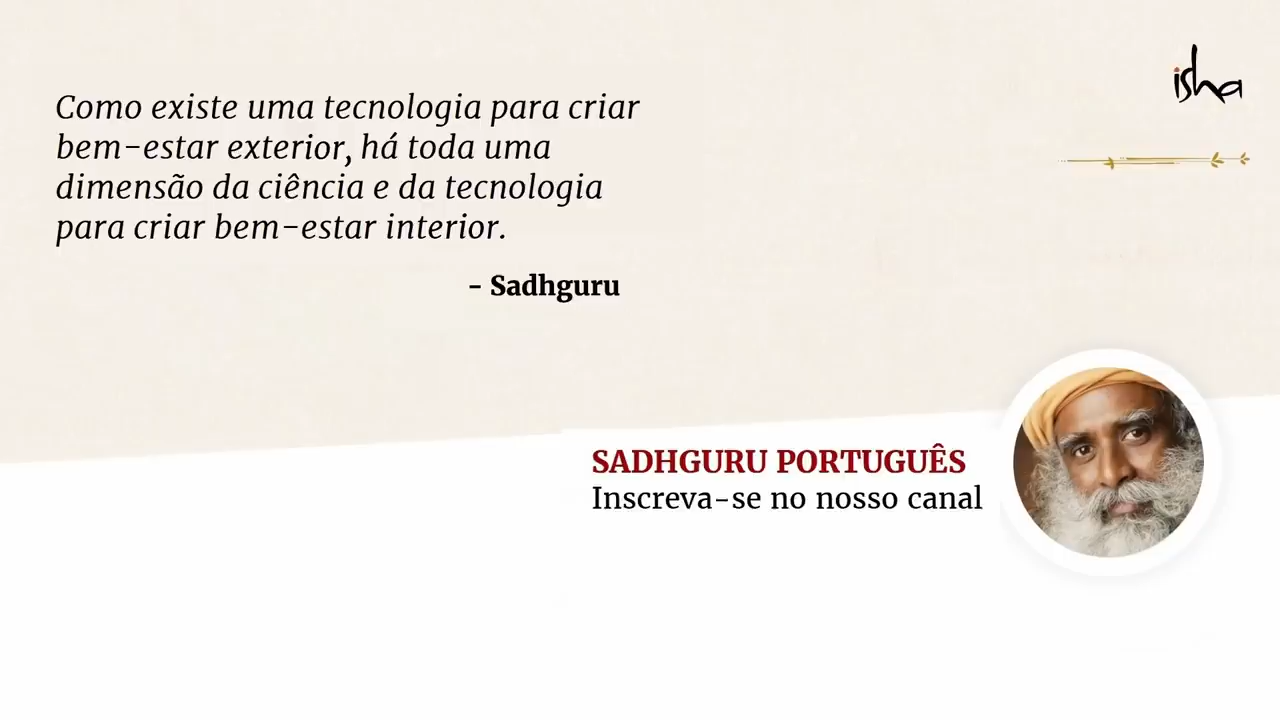 isha
Como existe uma tecnologia para criar
bem-estar exterior, há toda uma
dimensão da ciência e da tecnologia
para criar bem-estar interior.
- Sadhguru
SADHGURU PORTUGUÊS
Inscreva-se no nosso canal